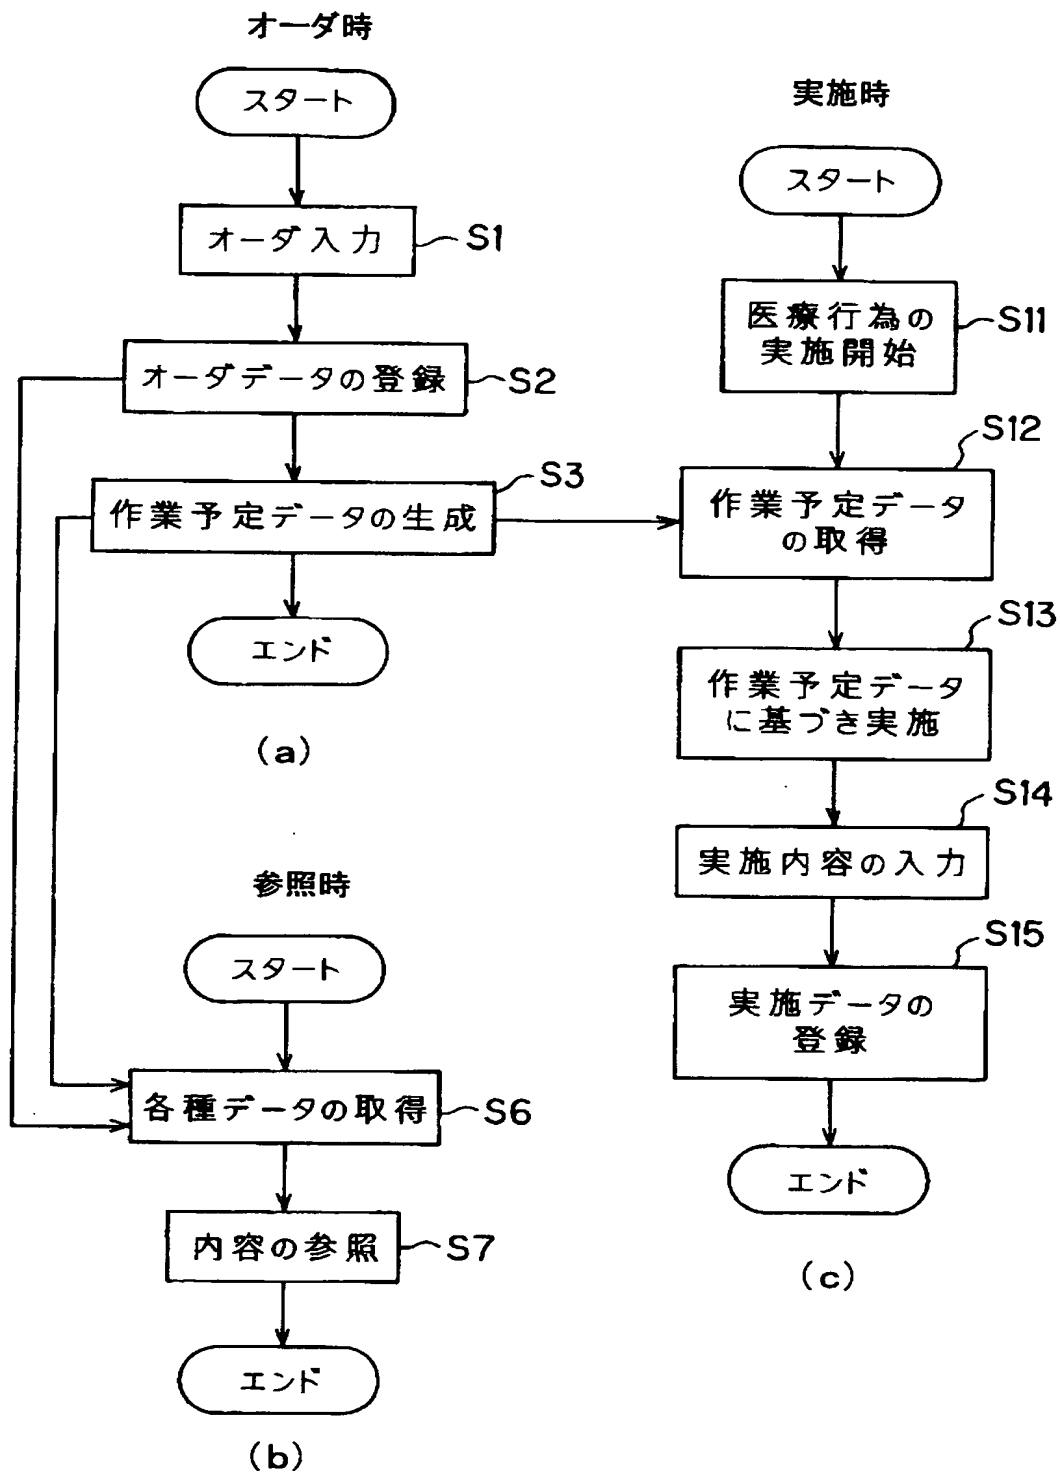 オーダ時
スタート
オーダ入力
S1
オーダデータの登録
S2
作業予定データの生成
S3
エンド
(a)
参照時
スタート
各種データの取得
S6
内容の参照
S7
エンド
(b)
実施時
スタート
医療行為の
実施開始
S11
作業予定データ
の取得
S12
作業予定データ
に基づき実施
S13
実施内容の入力
S14
実施データの
登録
S15
エンド
(c)